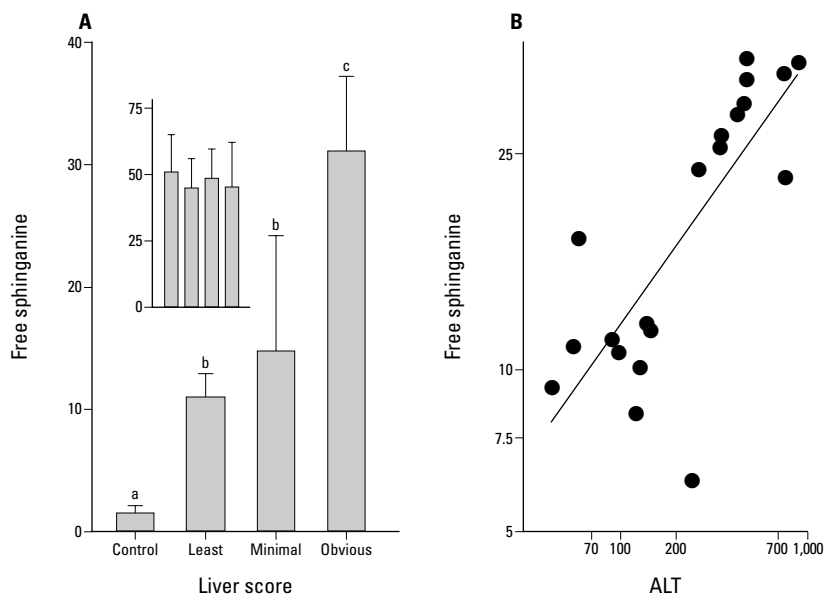 A
40
30
20
10
0
Free sphinganine
75
50
25
0
a
b
b
c
Control Least Minimal Obvious
Liver score
B
25
10
7.5
5
Free sphinganine
70 100 200 700 1,000
ALT